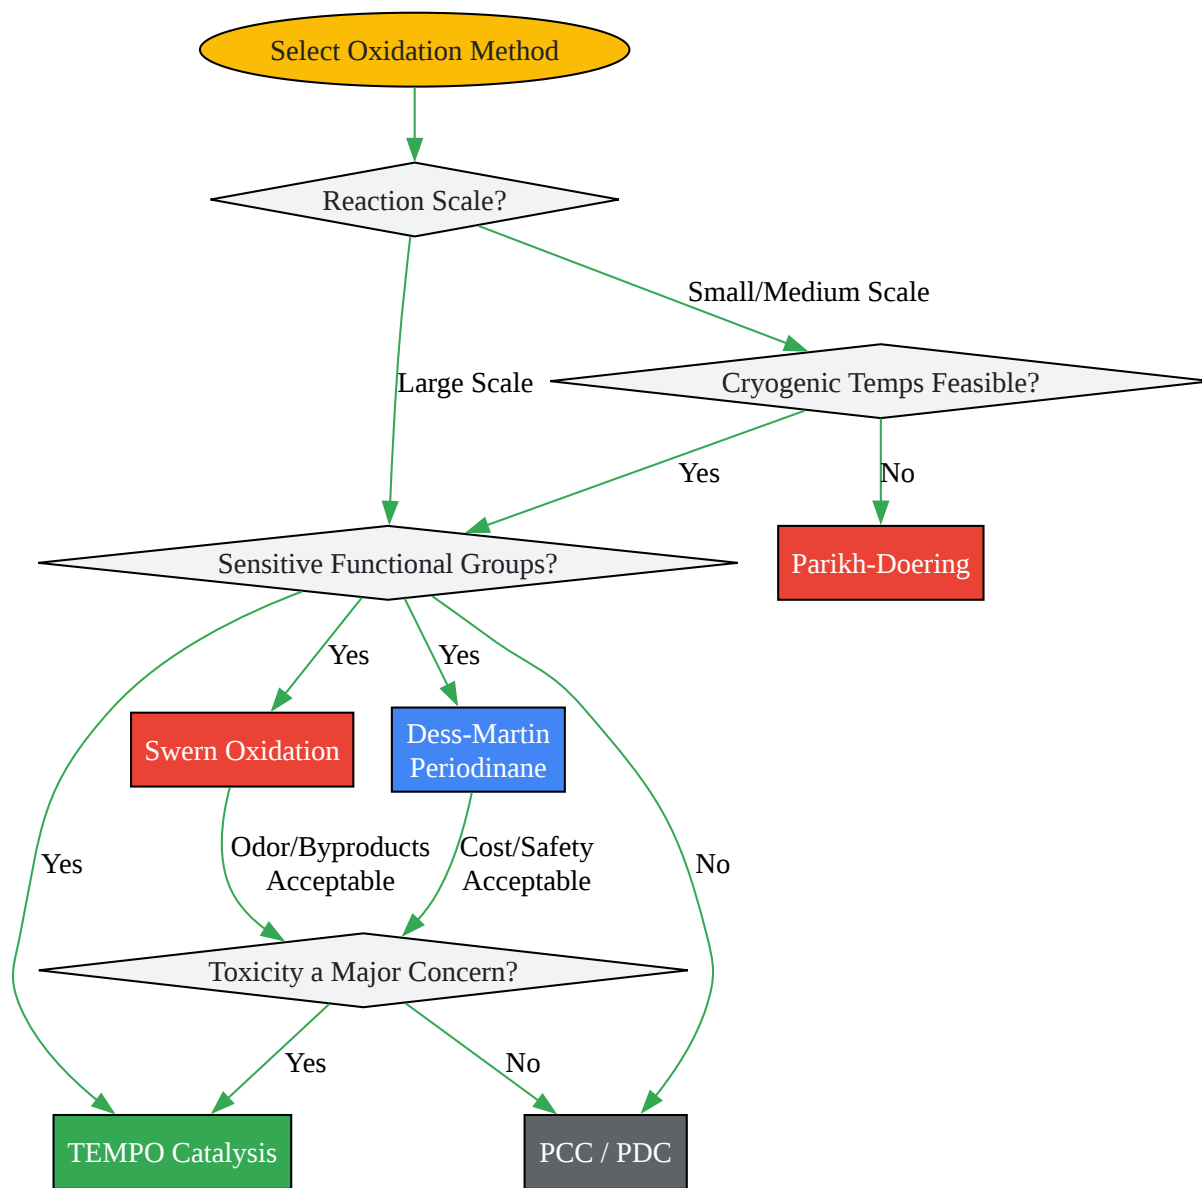 Select Oxidation Method
Reaction Scale?
Small/Medium Scale
Large Scale
Cryogenic Temps Feasible?
Yes
No
Sensitive Functional Groups?
Parikh-Doering
Yes
Yes
Swern Oxidation
Dess-Martin
Periodinane
Odor/Byproducts
Acceptable
Cost/Safety
Acceptable
Yes
No
Toxicity a Major Concern?
Yes
No
TEMPO Catalysis
PCC / PDC